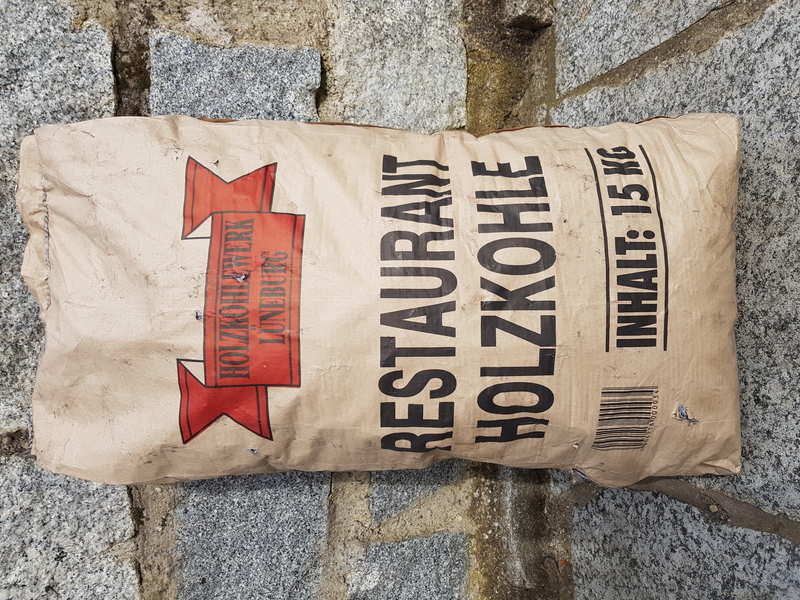 HOLZKOHLEWERK
LÜNEBURG
RESTAURANT
HOLZKOHLE
INHALT: 15 KG